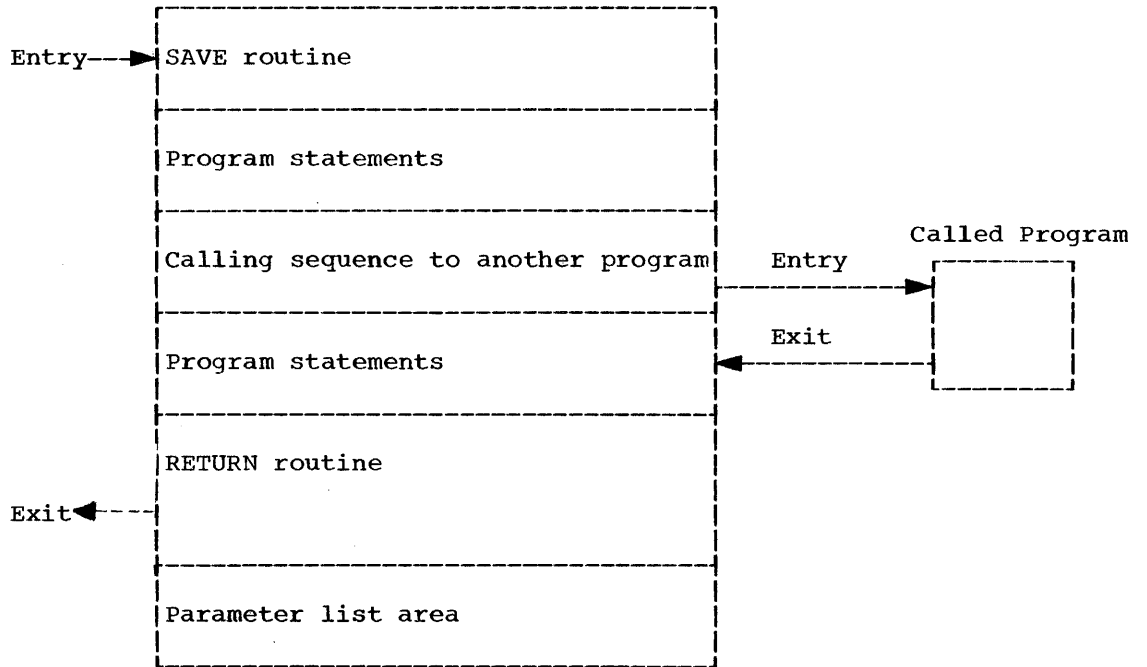 Entry
SAVE routine
Program statements
Called Program
Calling sequence to another program
Entry
Exit
Program statements
RETURN routine
Exit
Parameter list area